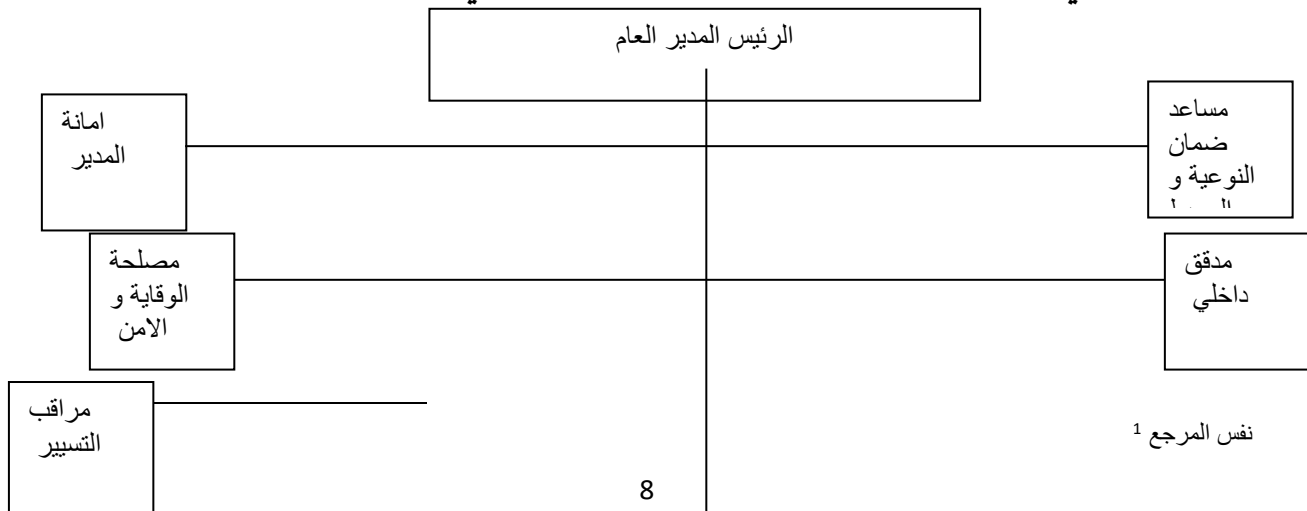 الرئيس المدير العام
مساعد
ضمان
النوعية و
امانة
المدير
مدقق
داخلي
مصلحة
الوقاية و
الامن
مراقب
التسيير
نفس المرجع 1
8